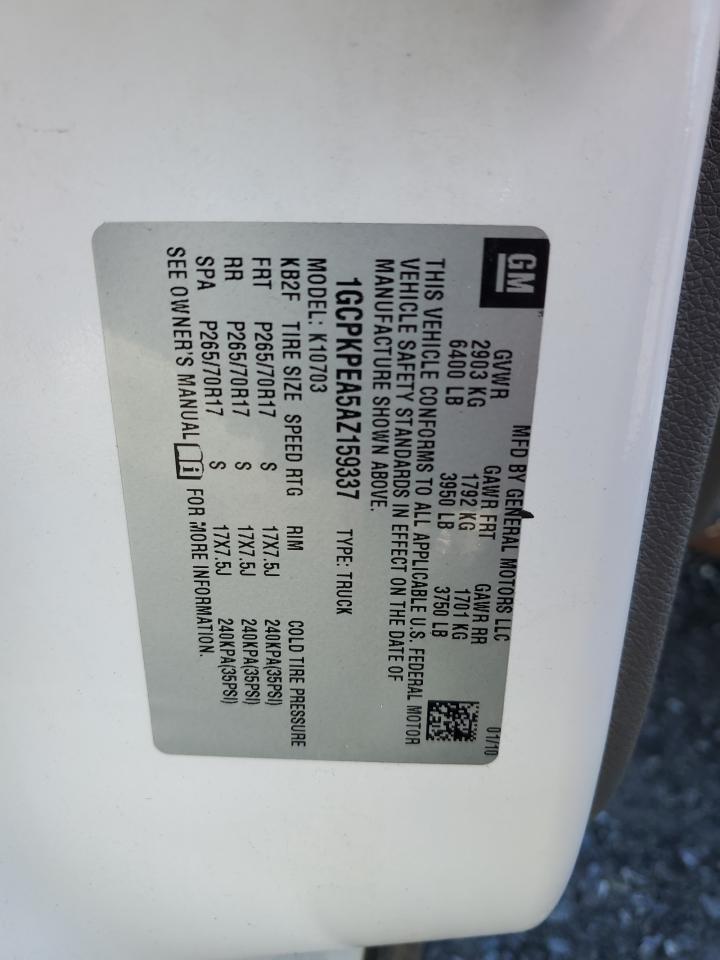 GM
MFD BY GENERAL MOTORS LLC 01/10
GVWR GAWR FRT GAWR RR
2903 KG 1792 KG 1701 KG
6400 LB 3950 LB 3750 LB
THIS VEHICLE CONFORMS TO ALL APPLICABLE U.S. FEDERAL MOTOR
VEHICLE SAFETY STANDARDS IN EFFECT ON THE DATE OF
MANUFACTURE SHOWN ABOVE.
1GCPKPEA5AZ159337 TYPE: TRUCK
MODEL: K10703
KB2F TIRE SIZE SPEED RTG RIM COLD TIRE PRESSURE
FRT P265/70R17 S 17X7.5J 240KPA(35PSI)
RR P265/70R17 S 17X7.5J 240KPA(35PSI)
SPA P265/70R17 S 17X7.5J 240KPA(35PSI)
SEE OWNER'S MANUAL FOR MORE INFORMATION.